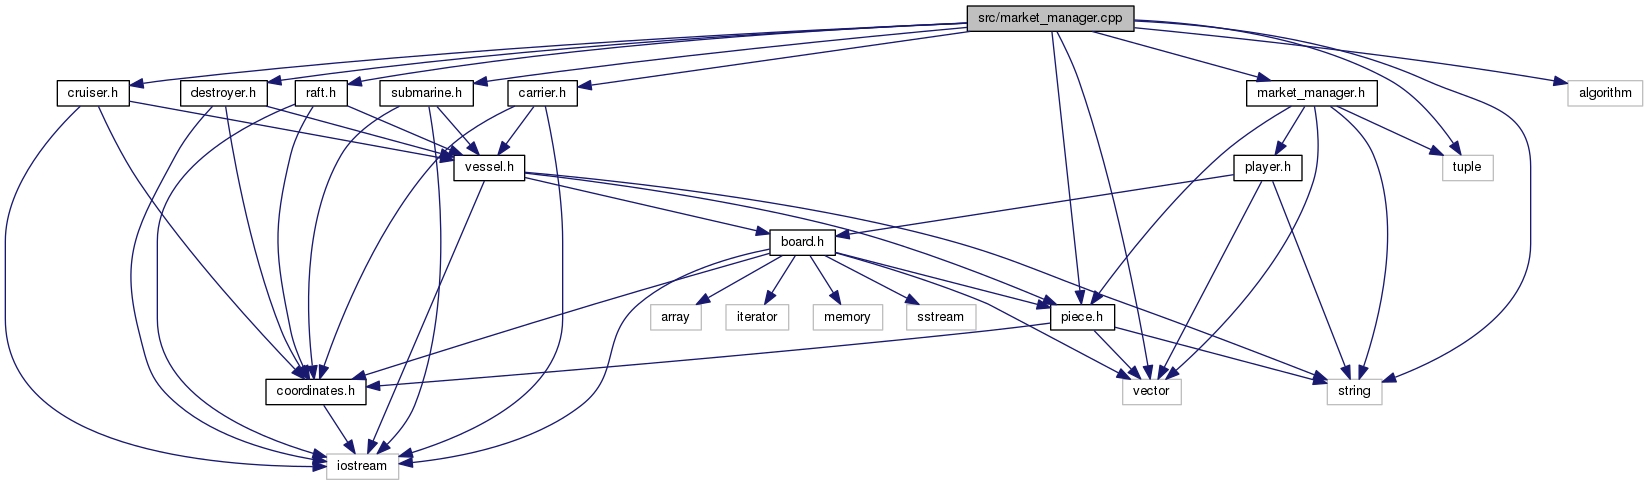 src/market_manager.cpp
cruiser.h
destroyer.h
raft.h
submarine.h
carrier.h
market_manager.h
algorithm
vessel.h
player.h
tuple
board.h
array
iterator
memory
sstream
piece.h
coordinates.h
vector
string
iostream